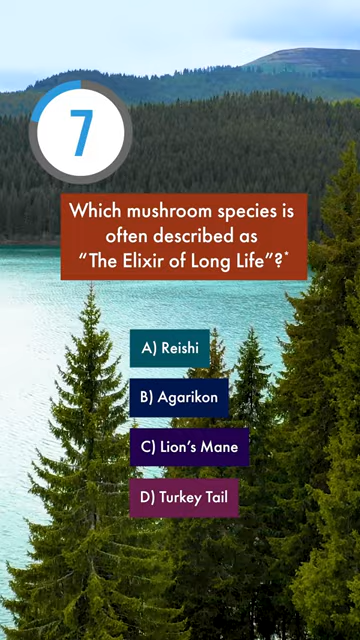 7
Which mushroom species is
often described as
“The Elixir of Long Life”?*
A) Reishi
B) Agarikon
C) Lion’s Mane
D) Turkey Tail